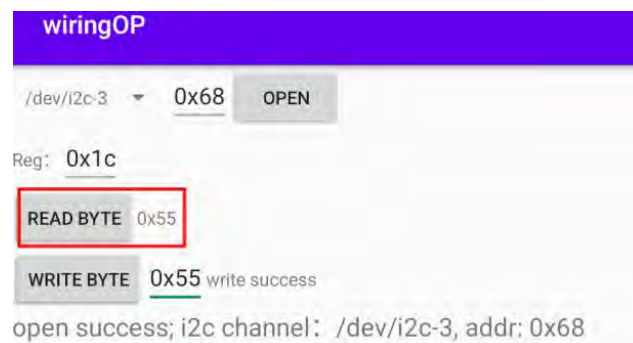 wiringOP
/dev/i2c-3 0x68 OPEN
Reg: 0x1c
READ BYTE 0x55
WRITE BYTE 0x55 write success
open success; i2c channel: /dev/i2c-3, addr: 0x68